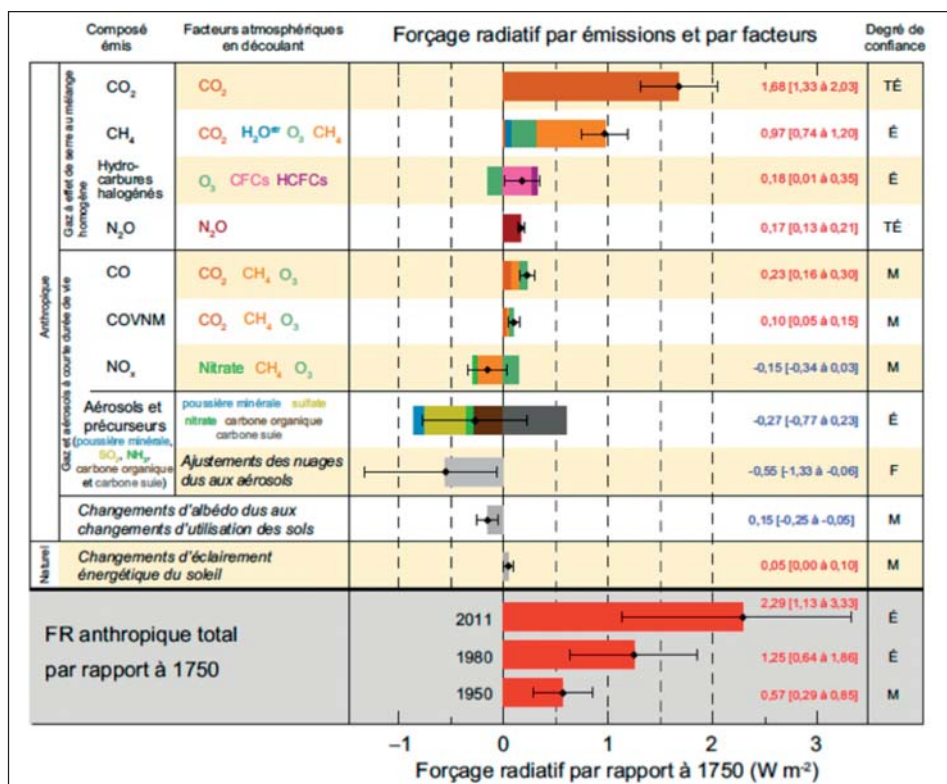 Composé émis
Facteurs atmosphériques en découlant
Forçage radiatif par émissions et par facteurs
Degré de confiance
Anthropique
Gaz à effet de serre au mélange homogène
CO₂
CO₂
1,68 [1,33 à 2,03]
TÉ
CH₄
CO₂ H₂Oˢᵗʳ O₃ CH₄
0,97 [0,74 à 1,20]
É
Hydro-
carbures
halogénés
O₃ CFCs HCFCs
0,18 [0,01 à 0,35]
É
N₂O
N₂O
0,17 [0,13 à 0,21]
TÉ
Gaz et aérosols à courte durée de vie
CO
CO₂ CH₄ O₃
0,23 [0,16 à 0,30]
M
COVNM
CO₂ CH₄ O₃
0,10 [0,05 à 0,15]
M
NOₓ
Nitrate CH₄ O₃
-0,15 [-0,34 à 0,03]
M
Aérosols et
précurseurs
(poussière minérale,
SO₂, NH₃,
carbone organique
et carbone suie)
poussière minérale sulfate
nitrate carbone organique
carbone suie
-0,27 [-0,77 à 0,23]
É
Ajustements des nuages
dus aux aérosols
-0,55 [-1,33 à -0,06]
F
Changements d'albédo dus aux
changements d'utilisation des sols
0,15 [-0,25 à -0,05]
M
Naturel
Changements d'éclairement
énergétique du soleil
0,05 [0,00 à 0,10]
M
FR anthropique total
par rapport à 1750
2011
2,29 [1,13 à 3,33]
É
1980
1,25 [0,64 à 1,86]
É
1950
0,57 [0,29 à 0,85]
M
−1 0 1 2 3
Forçage radiatif par rapport à 1750 (W m⁻²)